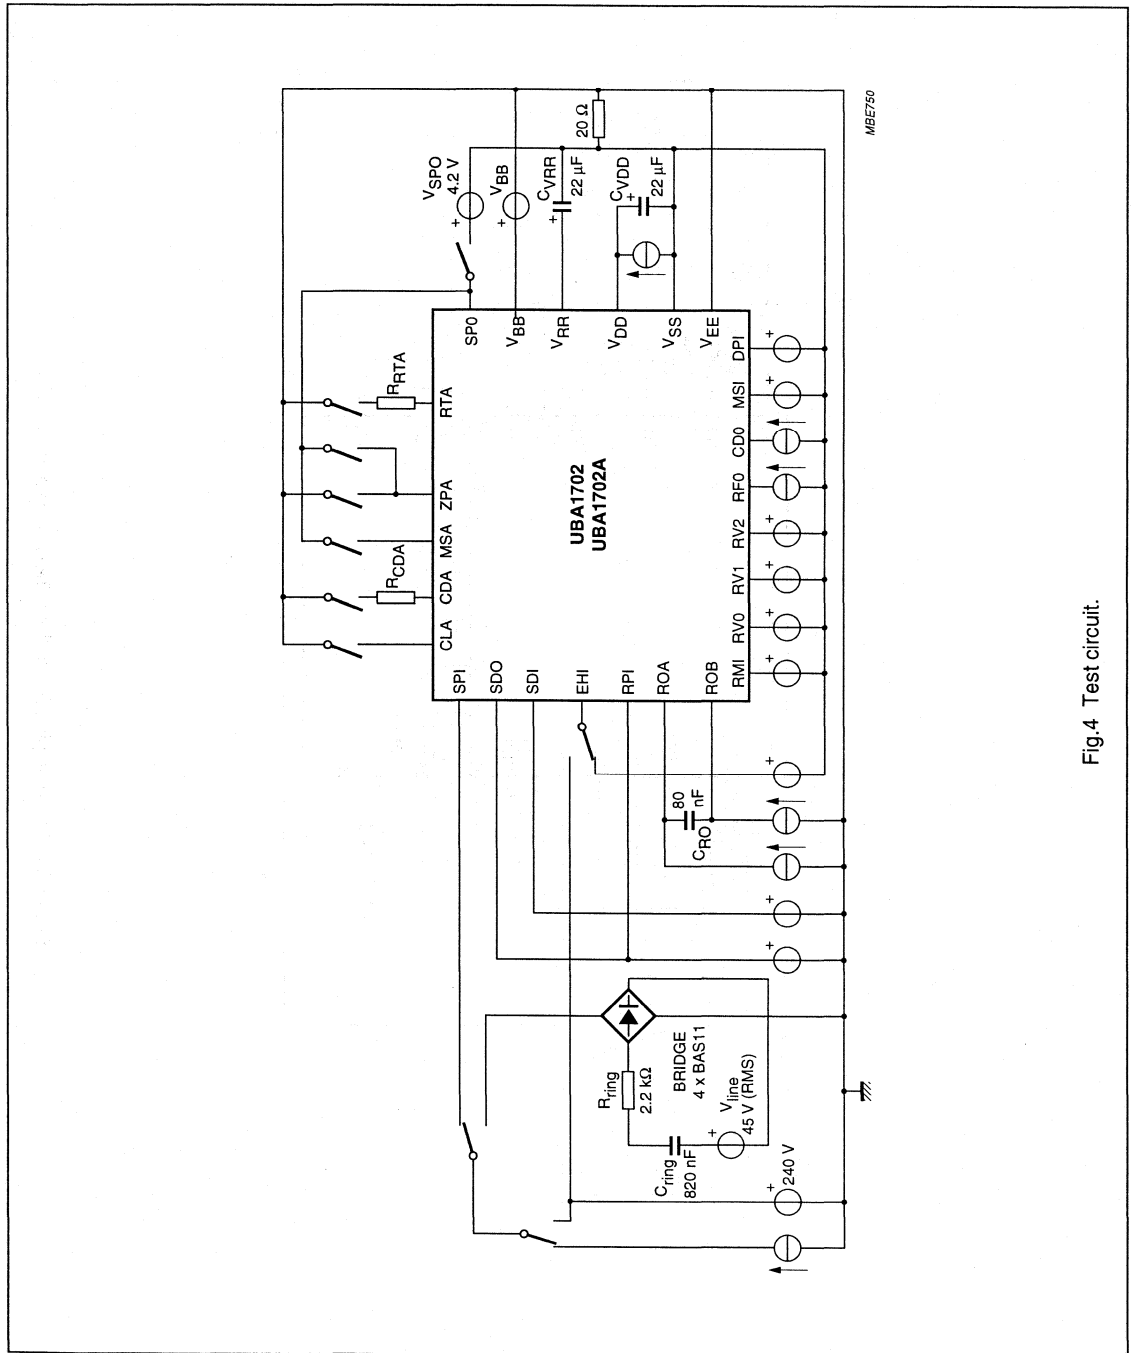 MBE750
20 Ω
VSPO
4.2 V
VBB
CVRR
22 μF
CVDD
22 μF
+
+
+
+
SP0
VBB
VRR
VDD
VSS
VEE
RRTA
RCDA
RTA
ZPA
MSA
CDA
CLA
UBA1702
UBA1702A
DPI
MSI
CD0
RF0
RV2
RV1
RV0
RMI
+
+
+
+
+
+
SPI
SDO
SDI
EHI
RPI
ROA
ROB
80
nF
CRO
+
+
+
BRIDGE
4 x BAS11
Rring
2.2 kΩ
Vline
45 V (RMS)
+
Cring
820 nF
+
240 V
Fig.4 Test circuit.